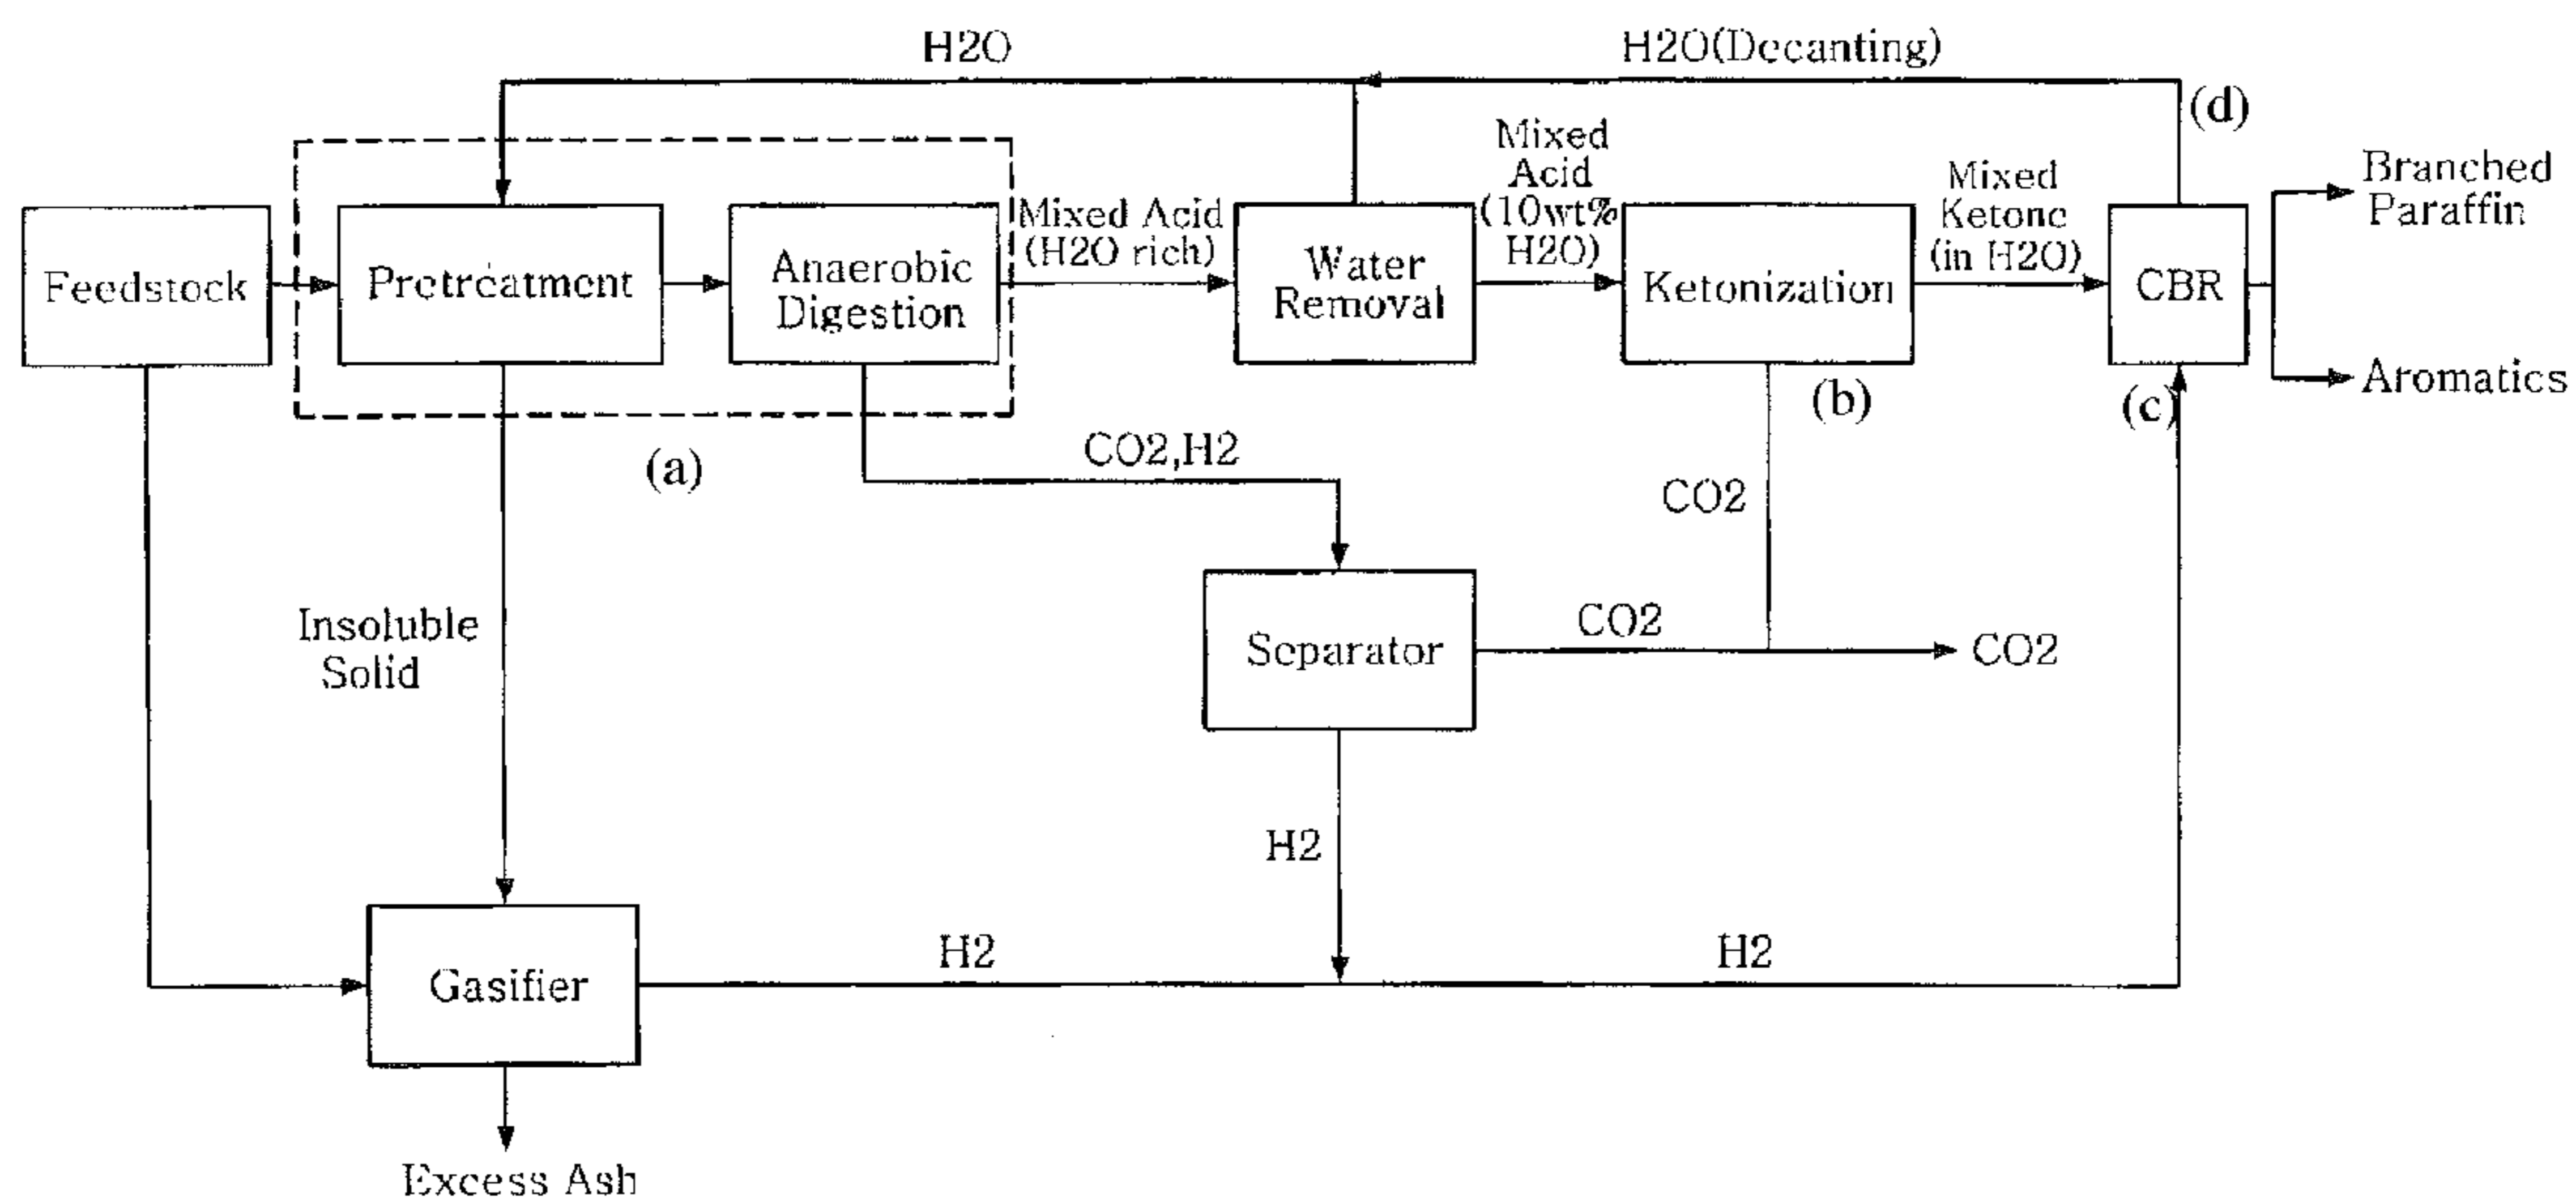 H2O
H2O(Decanting)
(d)
Mixed
Acid
(10wt%
H2O)
Mixed
Ketone
(in H2O)
Branched
Paraffin
Feedstock
Pretreatment
Anaerobic
Digestion
Mixed Acid
(H2O rich)
Water
Removal
Ketonization
CBR
Aromatics
(a)
(b)
(c)
CO2,H2
CO2
Insoluble
Solid
Separator
CO2
CO2
H2
Gasifier
H2
H2
Excess Ash